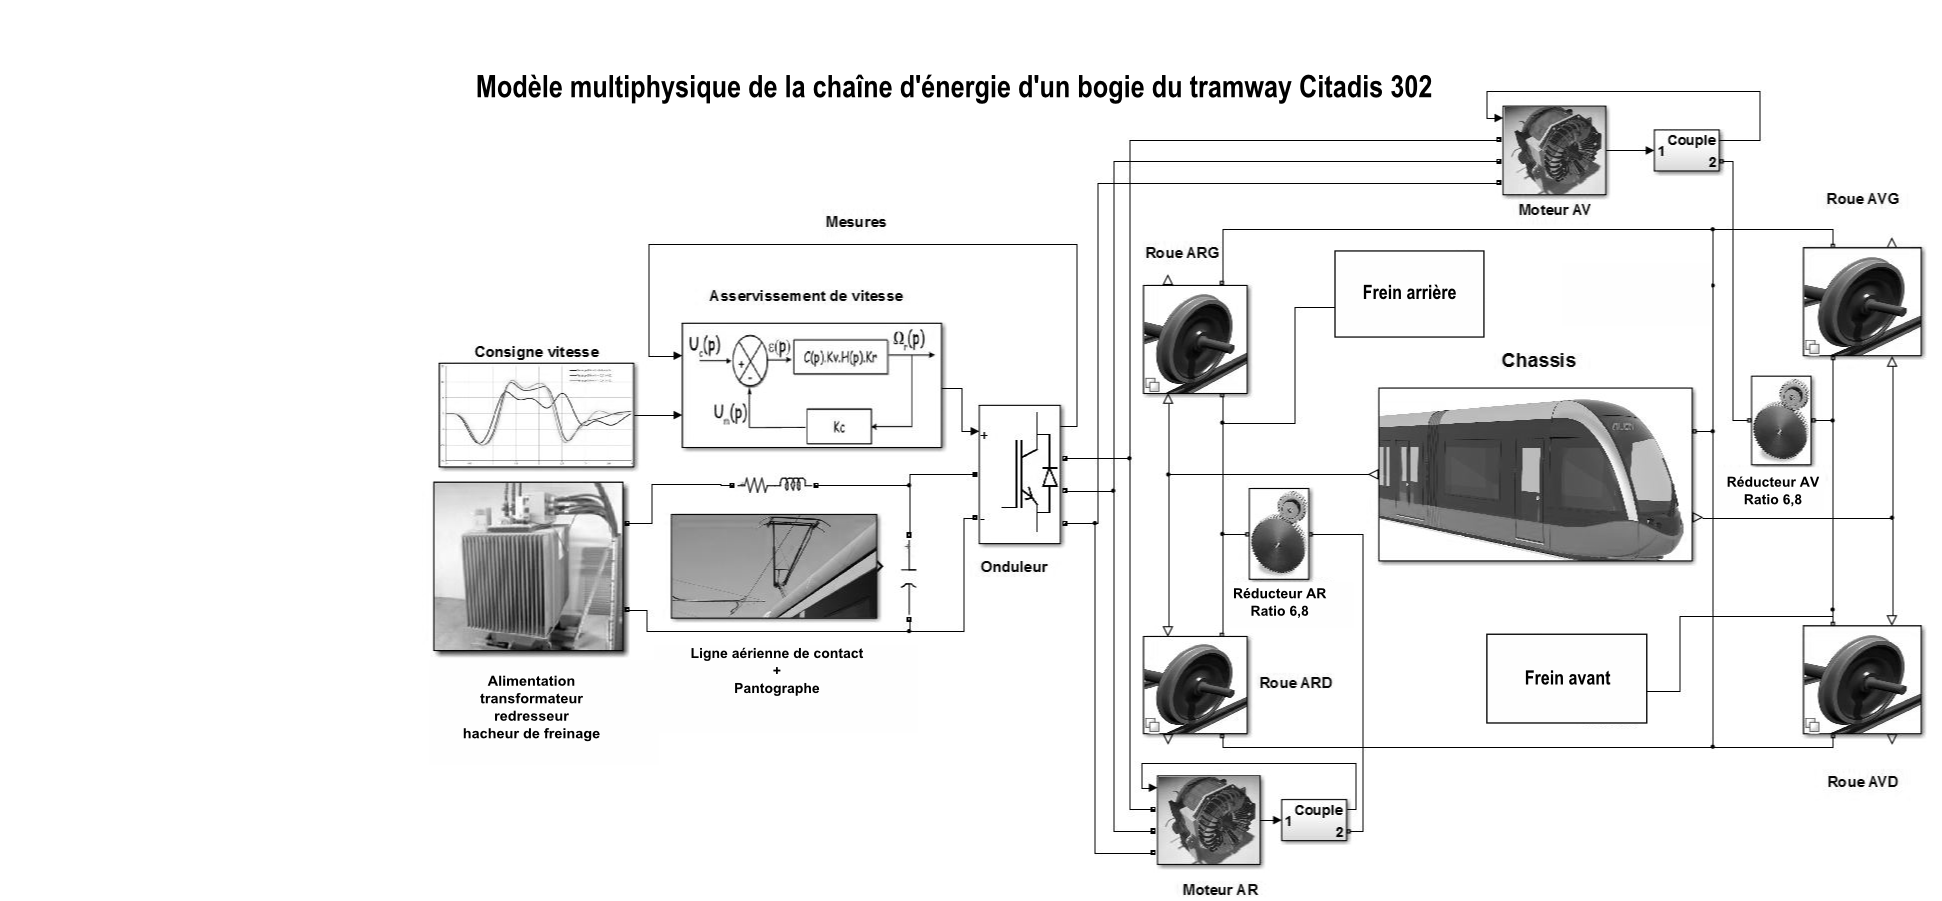 Modèle multiphysique de la chaîne d'énergie d'un bogie du tramway Citadis 302
Couple
1
2
Moteur AV
Roue AVG
Mesures
Roue ARG
Frein arrière
Asservissement de vitesse
Consigne vitesse
Uc(p)
+
-
ε(p)
C(p).Kv.H(p).Kr
Ωr(p)
Um(p)
Kc
Chassis
+
-
Onduleur
Réducteur AV
Ratio 6,8
Réducteur AR
Ratio 6,8
Ligne aérienne de contact
+
Pantographe
Alimentation
transformateur
redresseur
hacheur de freinage
Roue ARD
Frein avant
Roue AVD
Couple
1
2
Moteur AR